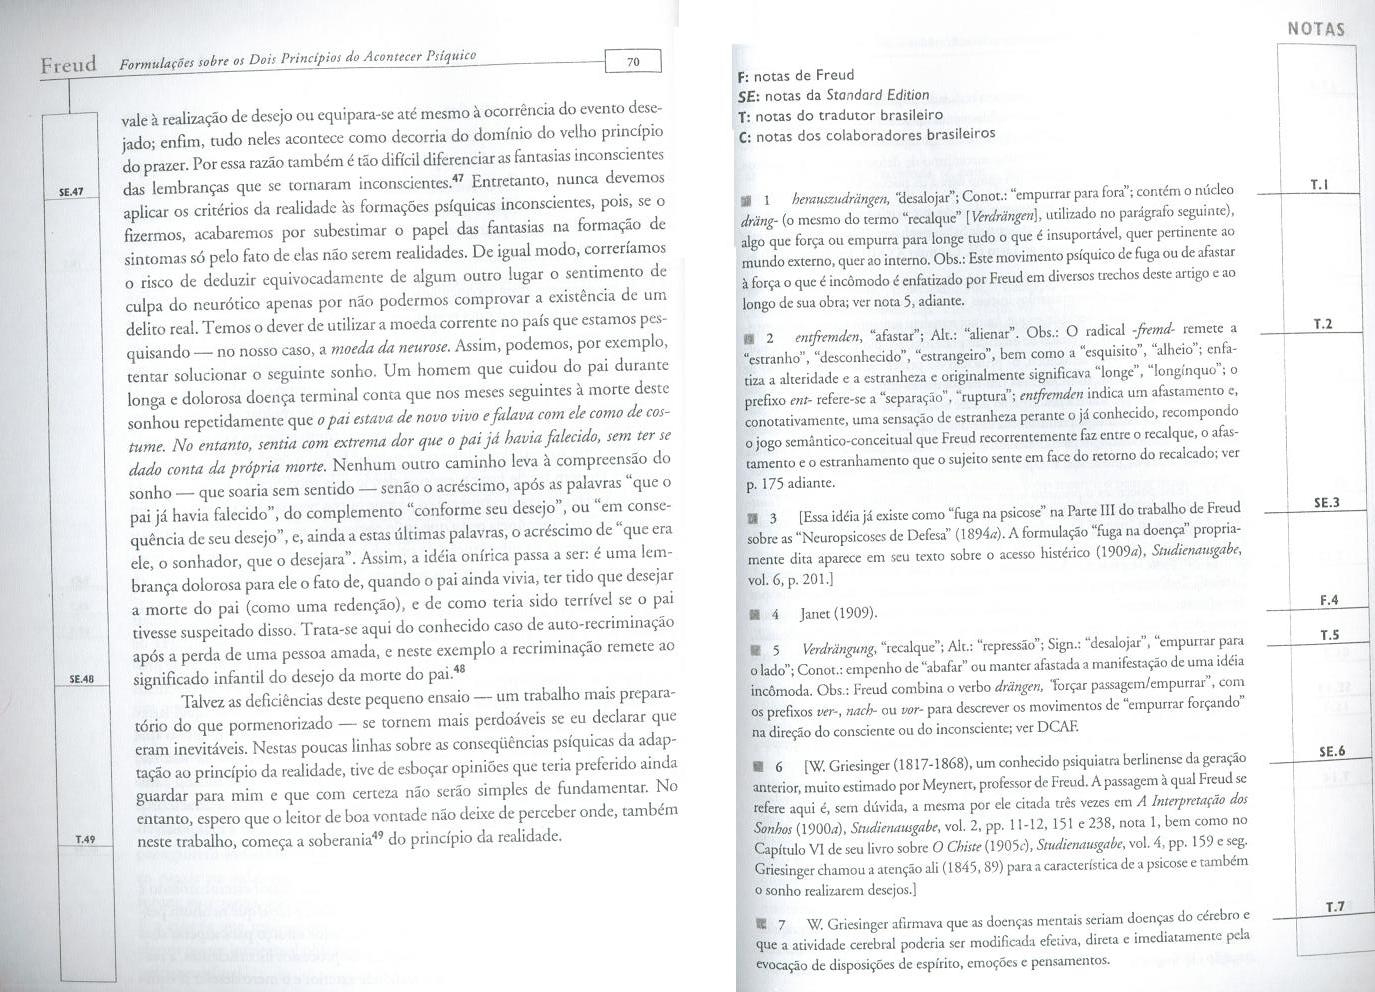 Freud Formulações sobre os Dois Princípios do Acontecer Psíquico 70
vale à realização de desejo ou equipara-se até mesmo à ocorrência do evento dese-
jado; enfim, tudo neles acontece como decorria do domínio do velho princípio
do prazer. Por essa razão também é tão difícil diferenciar as fantasias inconscientes
SE.47
das lembranças que se tornaram inconscientes.47 Entretanto, nunca devemos
aplicar os critérios da realidade às formações psíquicas inconscientes, pois, se o
fizermos, acabaremos por subestimar o papel das fantasias na formação de
sintomas só pelo fato de elas não serem realidades. De igual modo, correríamos
o risco de deduzir equivocadamente de algum outro lugar o sentimento de
culpa do neurótico apenas por não podermos comprovar a existência de um
delito real. Temos o dever de utilizar a moeda corrente no país que estamos pes-
quisando — no nosso caso, a moeda da neurose. Assim, podemos, por exemplo,
tentar solucionar o seguinte sonho. Um homem que cuidou do pai durante
longa e dolorosa doença terminal conta que nos meses seguintes à morte deste
sonhou repetidamente que o pai estava de novo vivo e falava com ele como de cos-
tume. No entanto, sentia com extrema dor que o pai já havia falecido, sem ter se
dado conta da própria morte. Nenhum outro caminho leva à compreensão do
sonho — que soaria sem sentido — senão o acréscimo, após as palavras “que o
pai já havia falecido”, do complemento “conforme seu desejo”, ou “em conse-
quência de seu desejo”, e, ainda a estas últimas palavras, o acréscimo de “que era
ele, o sonhador, que o desejara”. Assim, a idéia onírica passa a ser: é uma lem-
brança dolorosa para ele o fato de, quando o pai ainda vivia, ter tido que desejar
a morte do pai (como uma redenção), e de como teria sido terrível se o pai
tivesse suspeitado disso. Trata-se aqui do conhecido caso de auto-recriminação
após a perda de uma pessoa amada, e neste exemplo a recriminação remete ao
SE.48
significado infantil do desejo da morte do pai.48
Talvez as deficiências deste pequeno ensaio — um trabalho mais prepara-
tório do que pormenorizado — se tornem mais perdoáveis se eu declarar que
eram inevitáveis. Nestas poucas linhas sobre as conseqüências psíquicas da adap-
tação ao princípio da realidade, tive de esboçar opiniões que teria preferido ainda
guardar para mim e que com certeza não serão simples de fundamentar. No
entanto, espero que o leitor de boa vontade não deixe de perceber onde, também
T.49
neste trabalho, começa a soberania49 do princípio da realidade.
NOTAS
F: notas de Freud
SE: notas da Standard Edition
T: notas do tradutor brasileiro
C: notas dos colaboradores brasileiros
T.1
1 herauszudrängen, “desalojar”; Conot.: “empurrar para fora”; contém o núcleo
dräng- (o mesmo do termo “recalque” [Verdrängen], utilizado no parágrafo seguinte),
algo que força ou empurra para longe tudo o que é insuportável, quer pertinente ao
mundo externo, quer ao interno. Obs.: Este movimento psíquico de fuga ou de afastar
à força o que é incômodo é enfatizado por Freud em diversos trechos deste artigo e ao
longo de sua obra; ver nota 5, adiante.
T.2
2 entfremden, “afastar”; Alt.: “alienar”. Obs.: O radical -fremd- remete a
“estranho”, “desconhecido”, “estrangeiro”, bem como a “esquisito”, “alheio”; enfa-
tiza a alteridade e a estranheza e originalmente significava “longe”, “longínquo”; o
prefixo ent- refere-se a “separação”, “ruptura”; entfremden indica um afastamento e,
conotativamente, uma sensação de estranheza perante o já conhecido, recompondo
o jogo semântico-conceitual que Freud recorrentemente faz entre o recalque, o afas-
tamento e o estranhamento que o sujeito sente em face do retorno do recalcado; ver
p. 175 adiante.
SE.3
3 [Essa idéia já existe como “fuga na psicose” na Parte III do trabalho de Freud
sobre as “Neuropsicoses de Defesa” (1894a). A formulação “fuga na doença” propria-
mente dita aparece em seu texto sobre o acesso histérico (1909a), Studienausgabe,
vol. 6, p. 201.]
F.4
4 Janet (1909).
T.5
5 Verdrängung, “recalque”; Alt.: “repressão”; Sign.: “desalojar”, “empurrar para
o lado”; Conot.: empenho de “abafar” ou manter afastada a manifestação de uma idéia
incômoda. Obs.: Freud combina o verbo drängen, “forçar passagem/empurrar”, com
os prefixos ver-, nach- ou vor- para descrever os movimentos de “empurrar forçando”
na direção do consciente ou do inconsciente; ver DCAF.
SE.6
6 [W. Griesinger (1817-1868), um conhecido psiquiatra berlinense da geração
anterior, muito estimado por Meynert, professor de Freud. A passagem à qual Freud se
refere aqui é, sem dúvida, a mesma por ele citada três vezes em A Interpretação dos
Sonhos (1900a), Studienausgabe, vol. 2, pp. 11-12, 151 e 238, nota 1, bem como no
Capítulo VI de seu livro sobre O Chiste (1905c), Studienausgabe, vol. 4, pp. 159 e seg.
Griesinger chamou a atenção ali (1845, 89) para a característica de a psicose e também
o sonho realizarem desejos.]
T.7
7 W. Griesinger afirmava que as doenças mentais seriam doenças do cérebro e
que a atividade cerebral poderia ser modificada efetiva, direta e imediatamente pela
evocação de disposições de espírito, emoções e pensamentos.